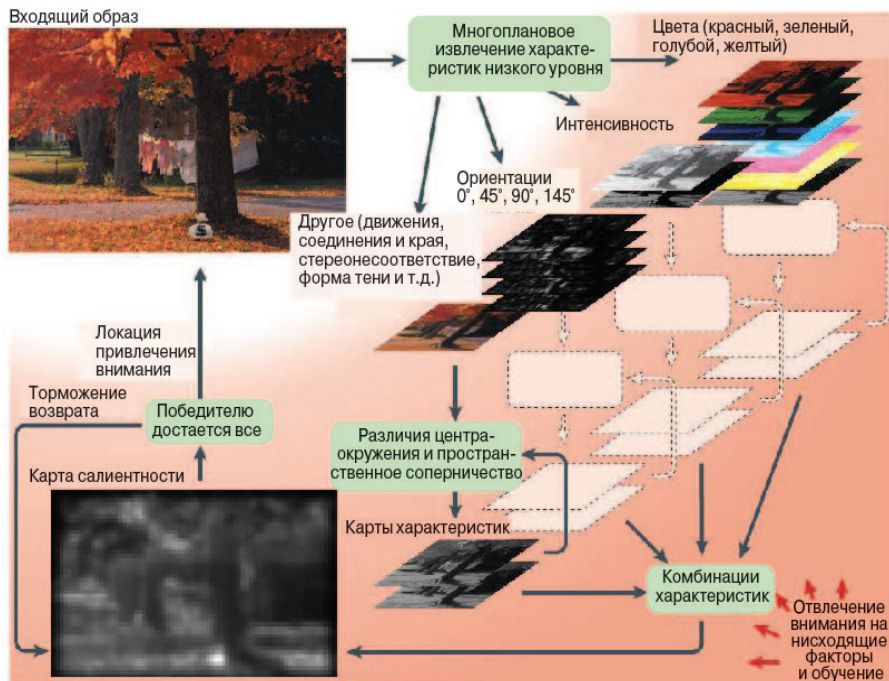 Входящий образ
Многоплановое
извлечение характе-
ристик низкого уровня
Цвета (красный, зеленый,
голубой, желтый)
Интенсивность
Ориентации
0°, 45°, 90°, 145°
Другое (движения,
соединения и края,
стереонесоответствие,
форма тени и т.д.)
$
Локация
привлечения
внимания
Торможение
возврата
Победителю
достается все
Различия центра-
окружения и простран-
ственное соперничество
Карта салиентности
Карты характеристик
Комбинации
характеристик
Отвлечение
внимания на
нисходящие
факторы
и обучение